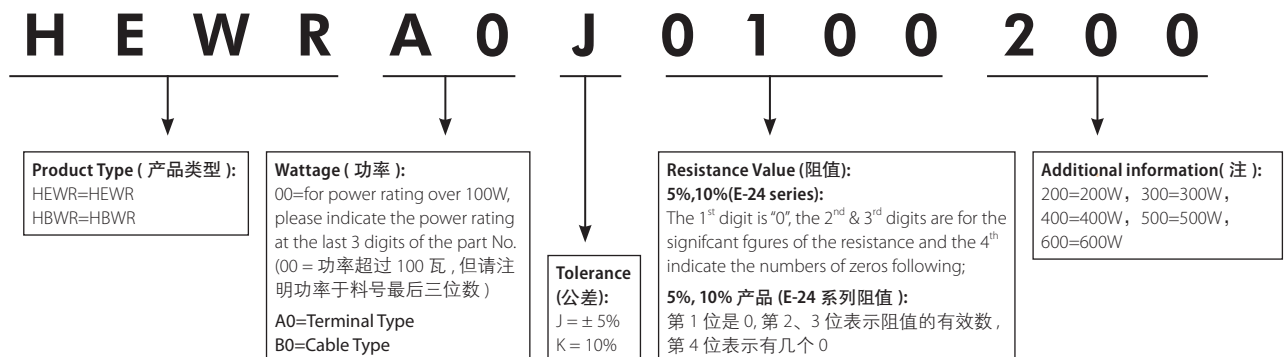 H E W R A 0 J 0 1 0 0 2 0 0
Product Type ( 产品类型 ):
HEWR=HEWR
HBWR=HBWR
Wattage ( 功率 ):
00=for power rating over 100W,
please indicate the power rating
at the last 3 digits of the part No.
(00 = 功率超过 100 瓦 , 但请注
明功率于料号最后三位数 )
A0=Terminal Type
B0=Cable Type
Tolerance
(公差):
J = ± 5%
K = 10%
Resistance Value (阻值):
5%,10%(E-24 series):
The 1st digit is "0", the 2nd & 3rd digits are for the
signifcant fgures of the resistance and the 4th
indicate the numbers of zeros following;
5%, 10% 产品 (E-24 系列阻值 ):
第 1 位是 0, 第 2、3 位表示阻值的有效数 ,
第 4 位表示有几个 0
Additional information( 注 ):
200=200W，300=300W，
400=400W，500=500W，
600=600W